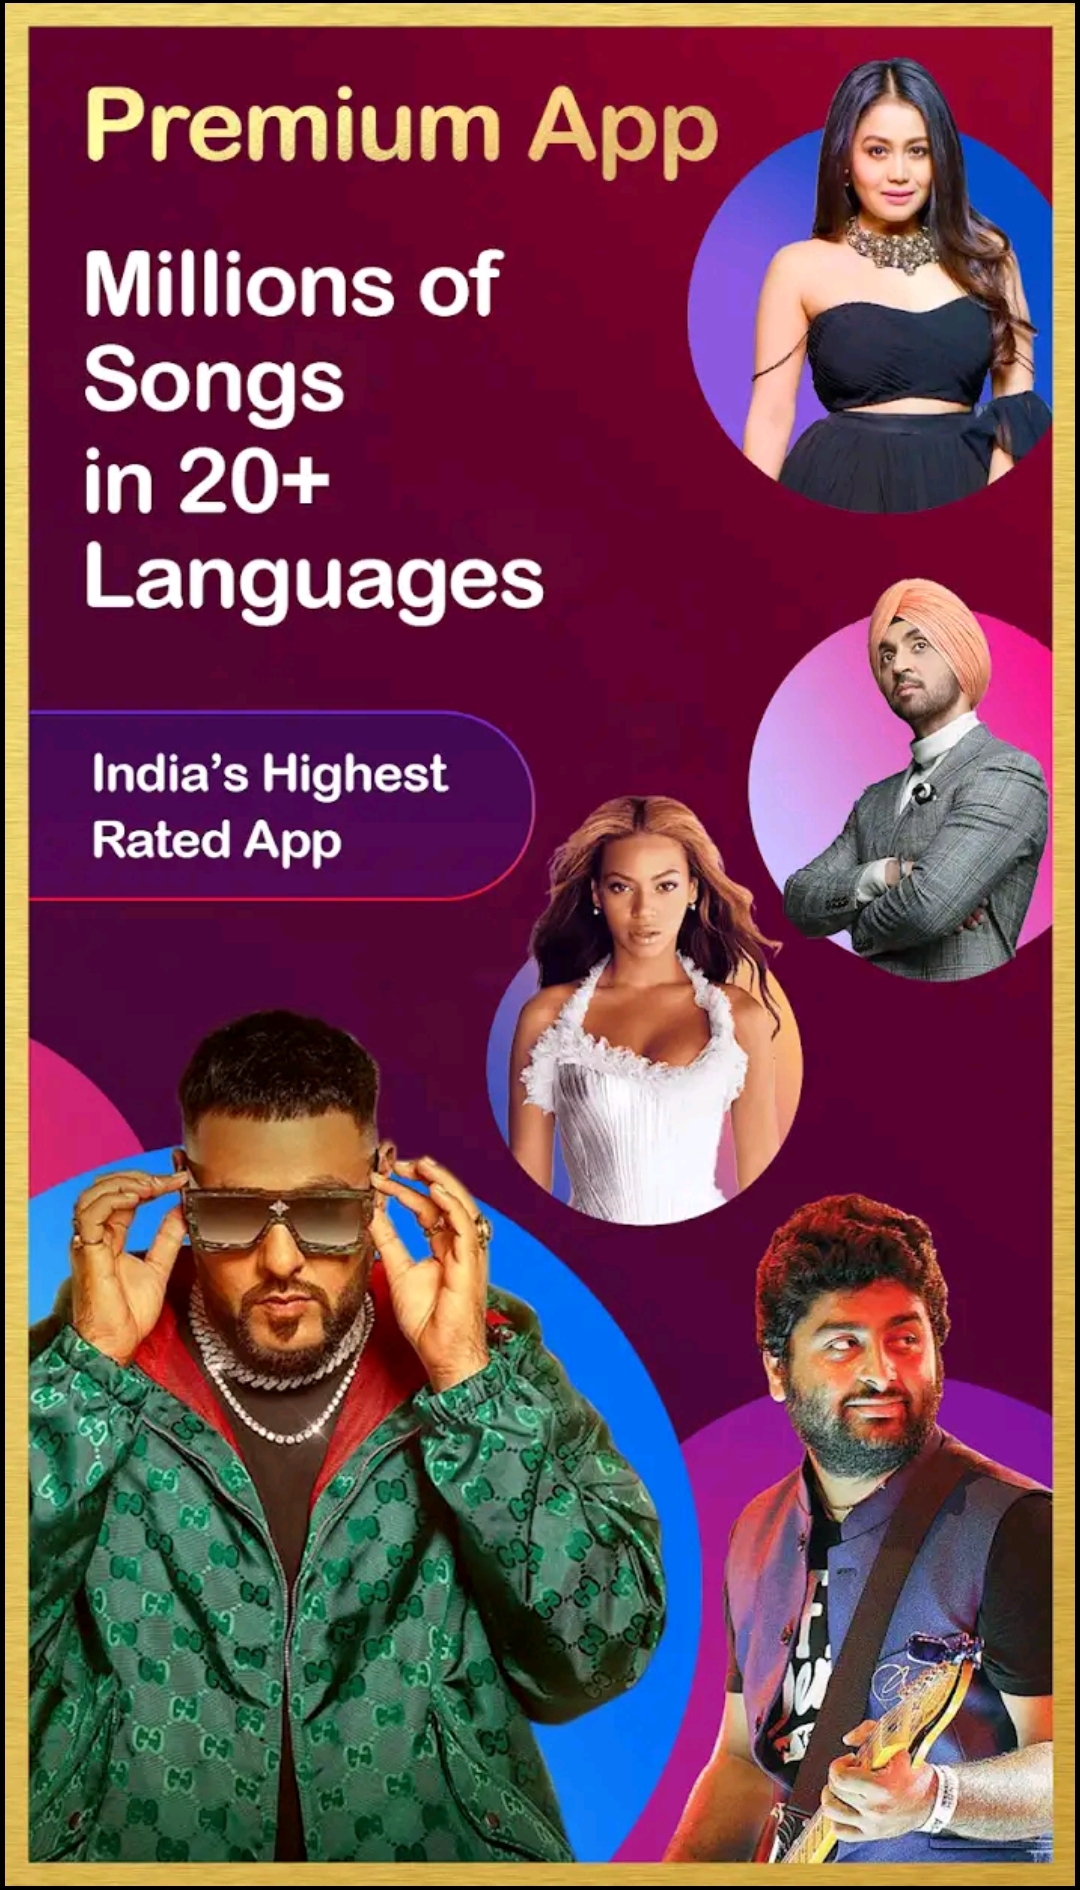 Premium App
Millions of
Songs
in 20+
Languages
India’s Highest
Rated App